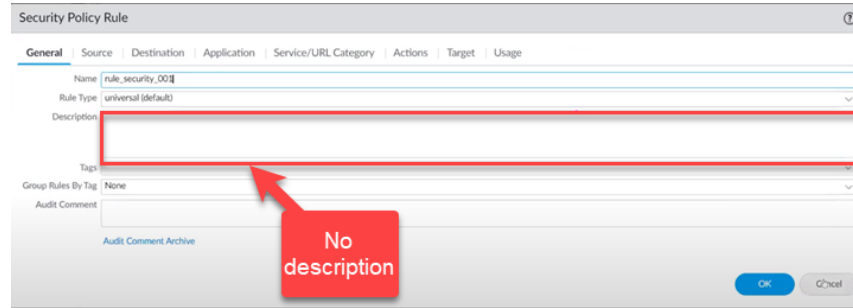 Security Policy Rule
General | Source | Destination | Application | Service/URL Category | Actions | Target | Usage
Name rule_security_001
Rule Type universal (default)
Description
Tags
Group Rules By Tag None
Audit Comment
Audit Comment Archive
No
description
OK Cancel